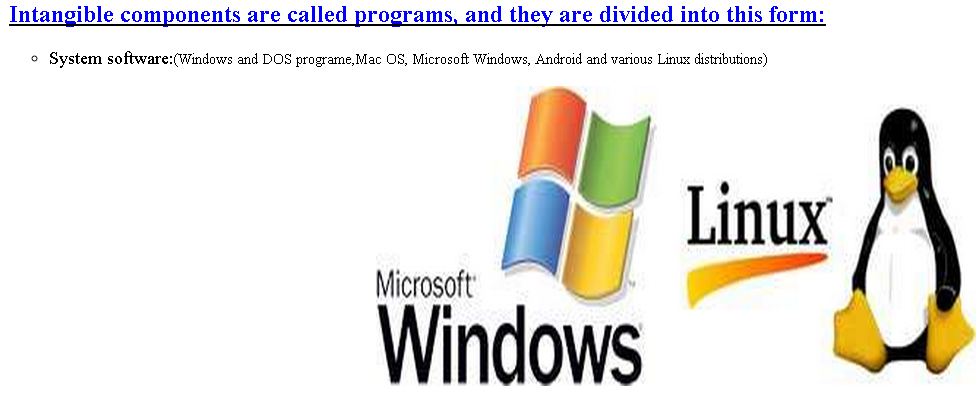 Intangible components are called programs, and they are divided into this form:
System software:(Windows and DOS programe,Mac OS, Microsoft Windows, Android and various Linux distributions)
Linux™
Microsoft®
Windows